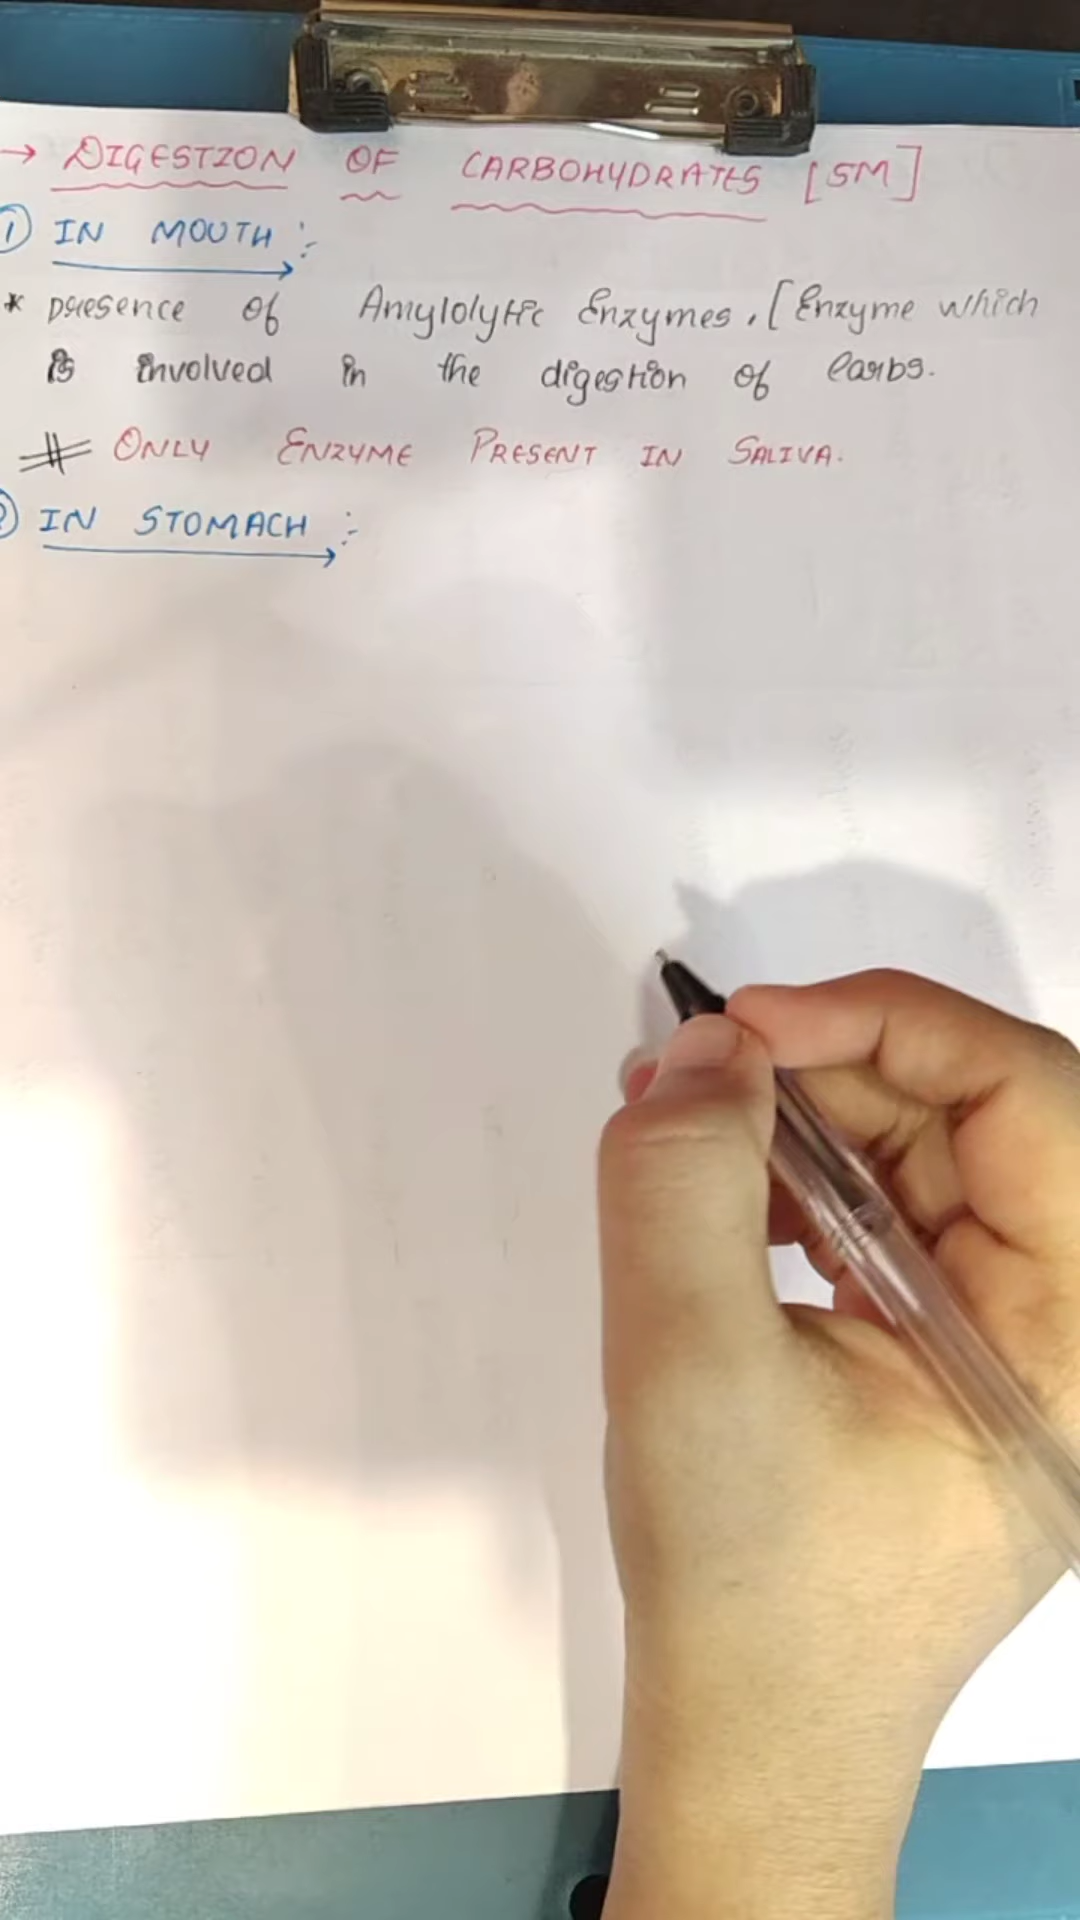 → DIGESTION OF CARBOHYDRATES [5M]
① IN MOUTH :-
* presence of Amylolytic Enzymes. [Enzyme which
is involved in the digestion of Carbs.
# ONLY ENZYME PRESENT IN SALIVA.
② IN STOMACH :-